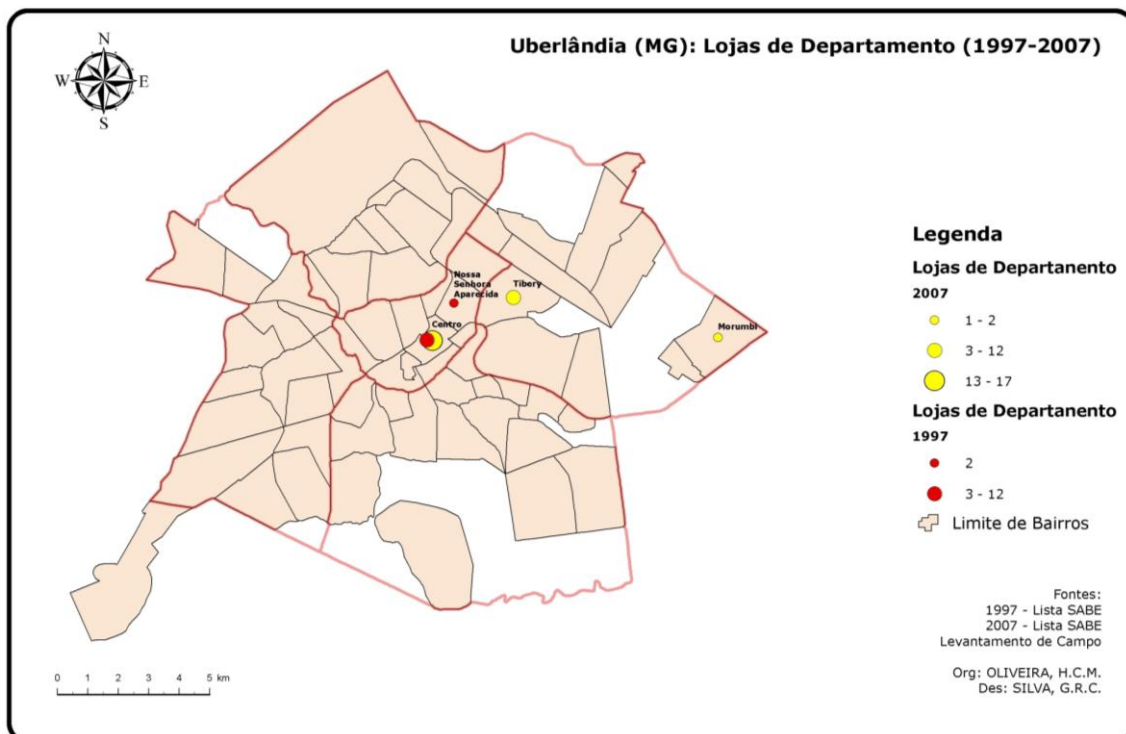 Uberlândia (MG): Lojas de Departamento (1997-2007)
N
W
E
S
Nossa
Senhora
Aparecida
Tibery
Centro
Morumbi
Legenda
Lojas de Departanento
2007
1 - 2
3 - 12
13 - 17
Lojas de Departanento
1997
2
3 - 12
Limite de Bairros
Fontes:
1997 - Lista SABE
2007 - Lista SABE
Levantamento de Campo
Org: OLIVEIRA, H.C.M.
Des: SILVA, G.R.C.
0 1 2 3 4 5 km